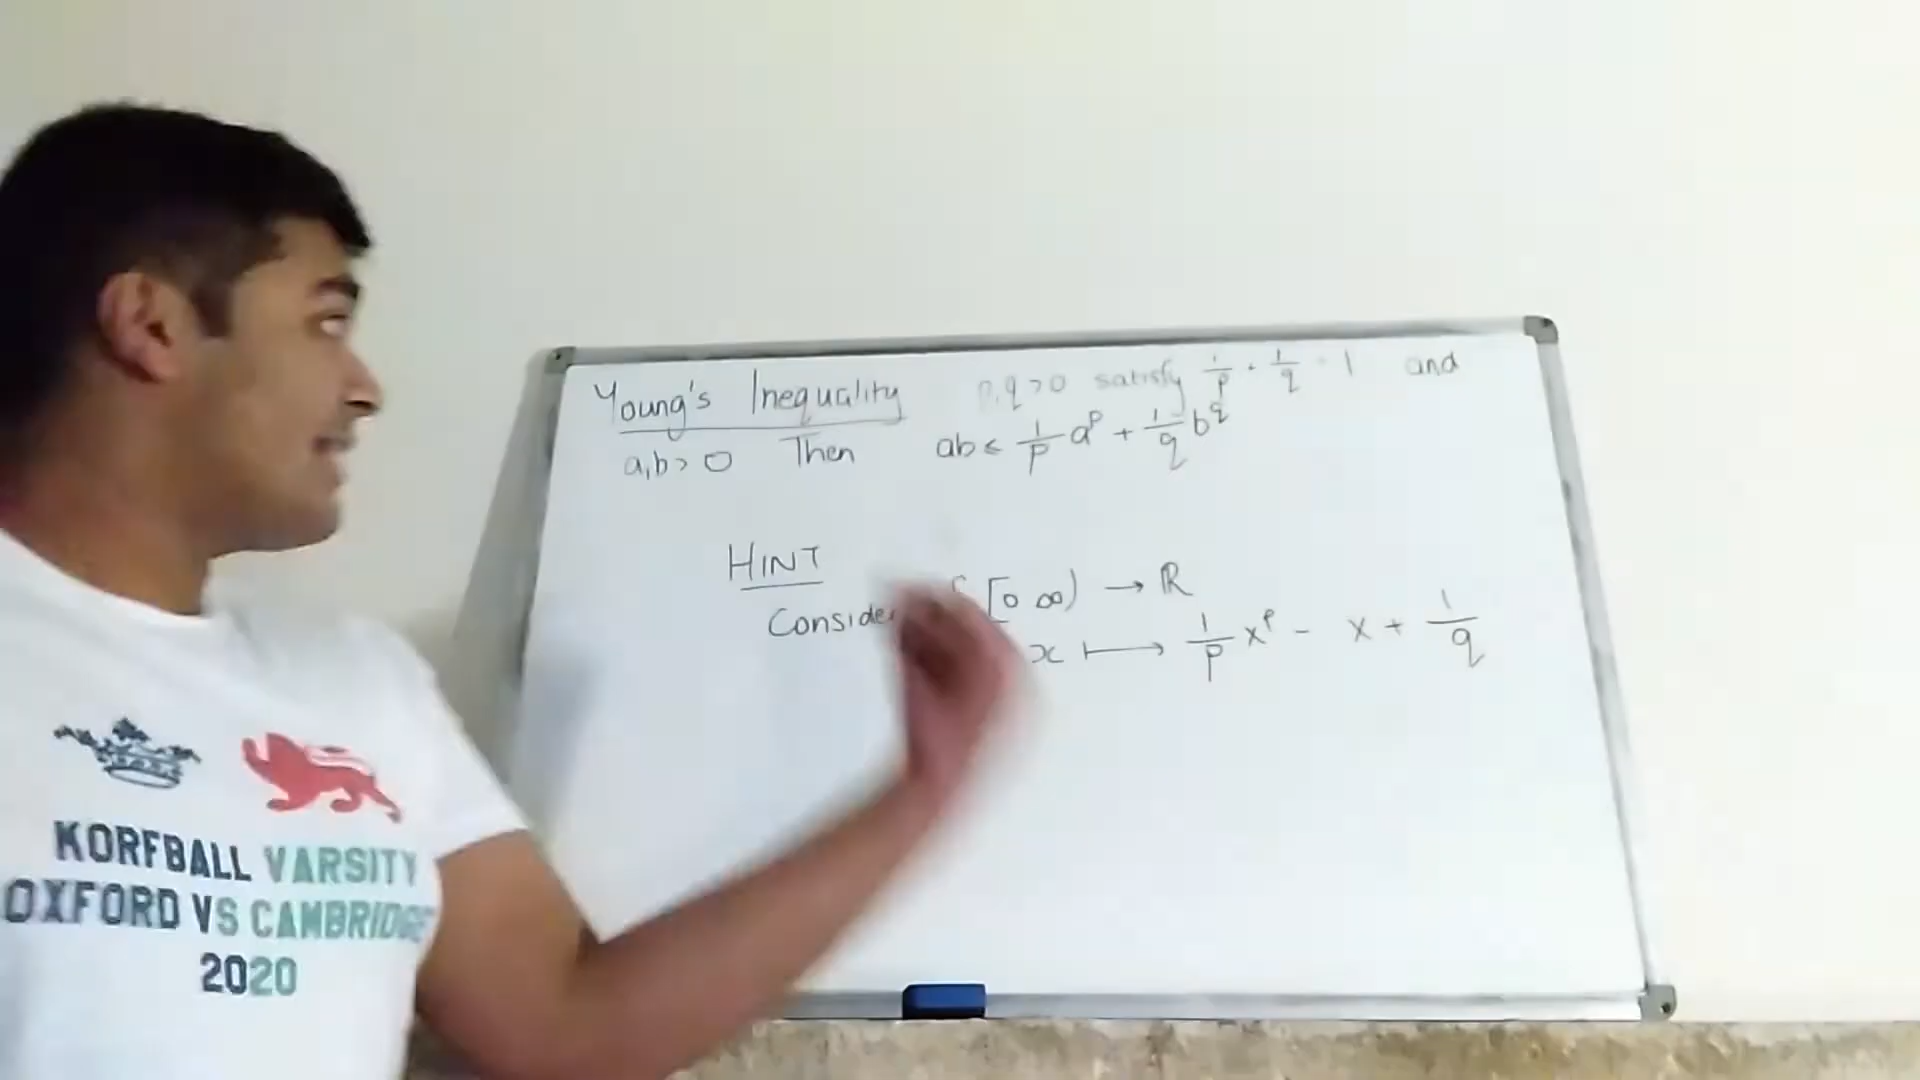 Young's Inequality p,q>0 satisfy 1/p + 1/q = 1 and
a,b > 0 Then ab ≤ 1/p a^p + 1/q b^q
HINT
Consider f [0 ∞) → ℝ
x ⟼ 1/p x^p - x + 1/q
KORFBALL VARSITY
OXFORD VS CAMBRIDGE
2020